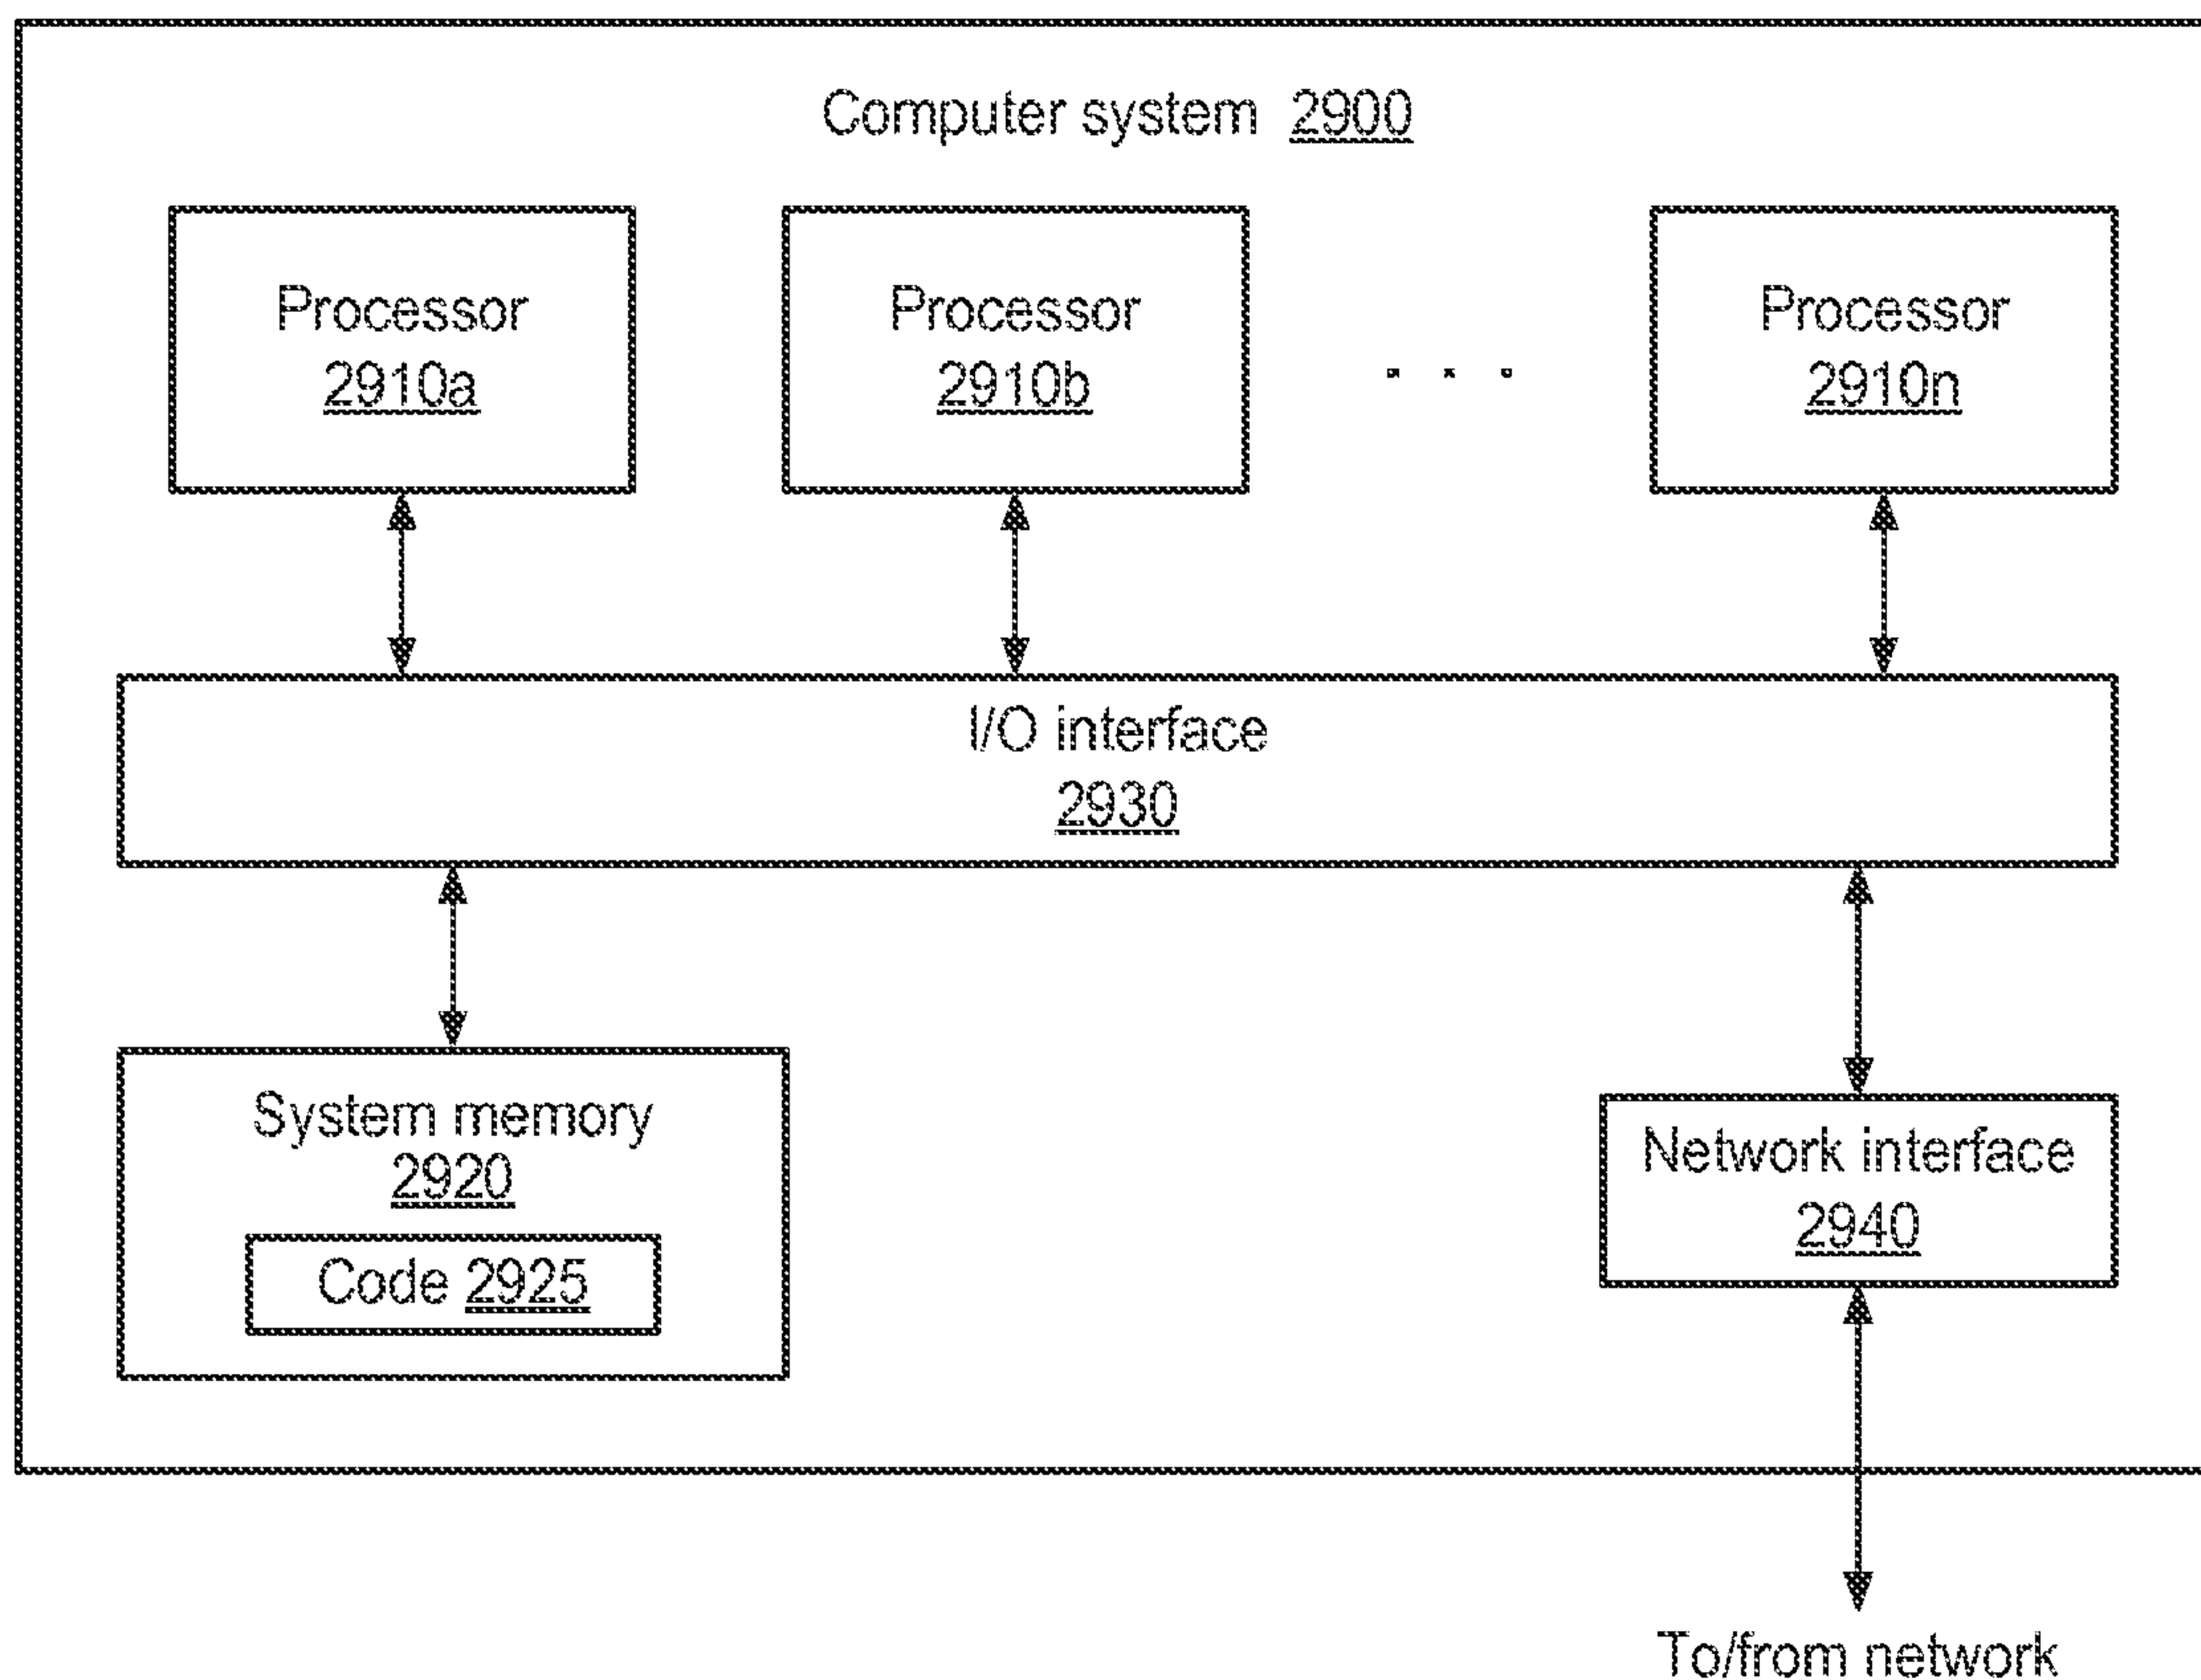 Computer system 2900
Processor
2910a
Processor
2910b
. . .
Processor
2910n
I/O interface
2930
System memory
2920
Code 2925
Network interface
2940
To/from network